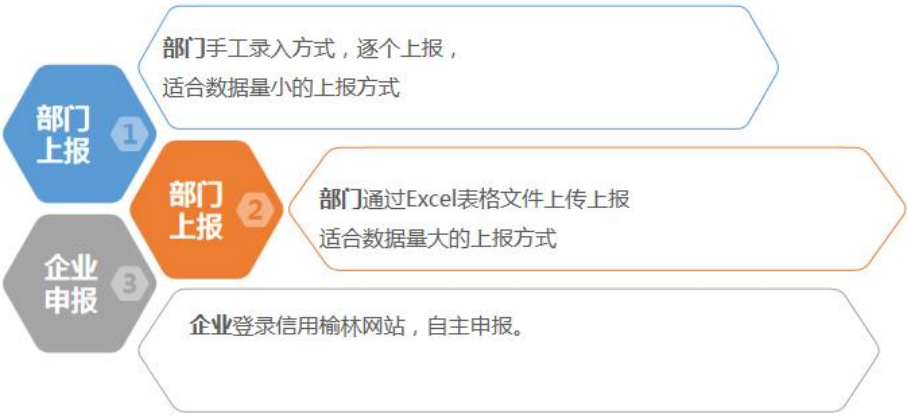 部门手工录入方式，逐个上报，
适合数据量小的上报方式
部门
上报
1
部门
上报
2
部门通过Excel表格文件上传上报
适合数据量大的上报方式
企业
申报
3
企业登录信用榆林网站，自主申报。